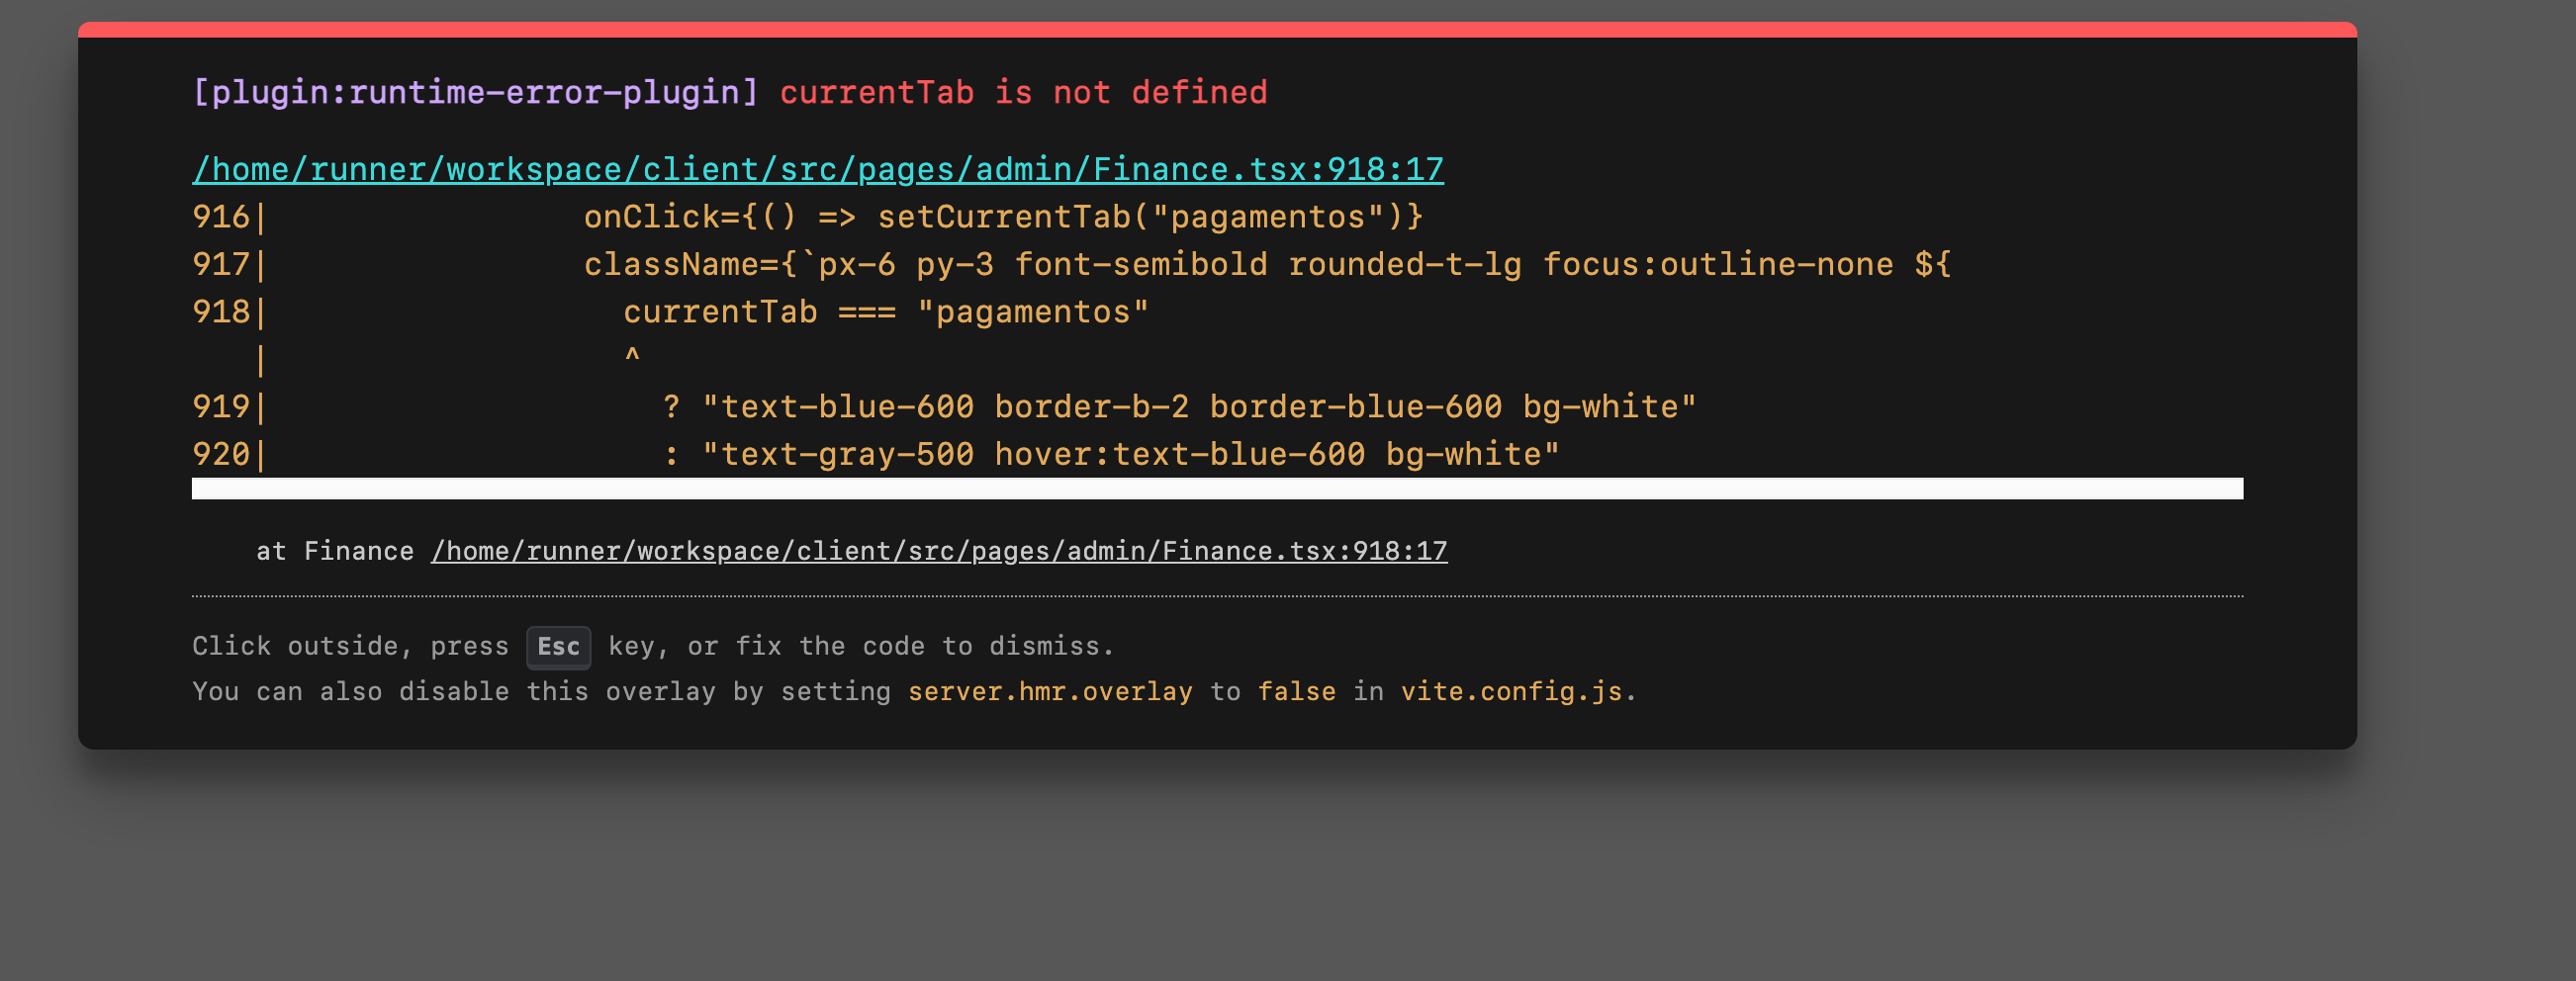 [plugin:runtime-error-plugin] currentTab is not defined
/home/runner/workspace/client/src/pages/admin/Finance.tsx:918:17
916|                onClick={() => setCurrentTab("pagamentos")}
917|                className={`px-6 py-3 font-semibold rounded-t-lg focus:outline-none ${
918|                  currentTab === "pagamentos"
   |                  ^
919|                    ? "text-blue-600 border-b-2 border-blue-600 bg-white"
920|                    : "text-gray-500 hover:text-blue-600 bg-white"
at Finance /home/runner/workspace/client/src/pages/admin/Finance.tsx:918:17
Click outside, press Esc key, or fix the code to dismiss.
You can also disable this overlay by setting server.hmr.overlay to false in vite.config.js.